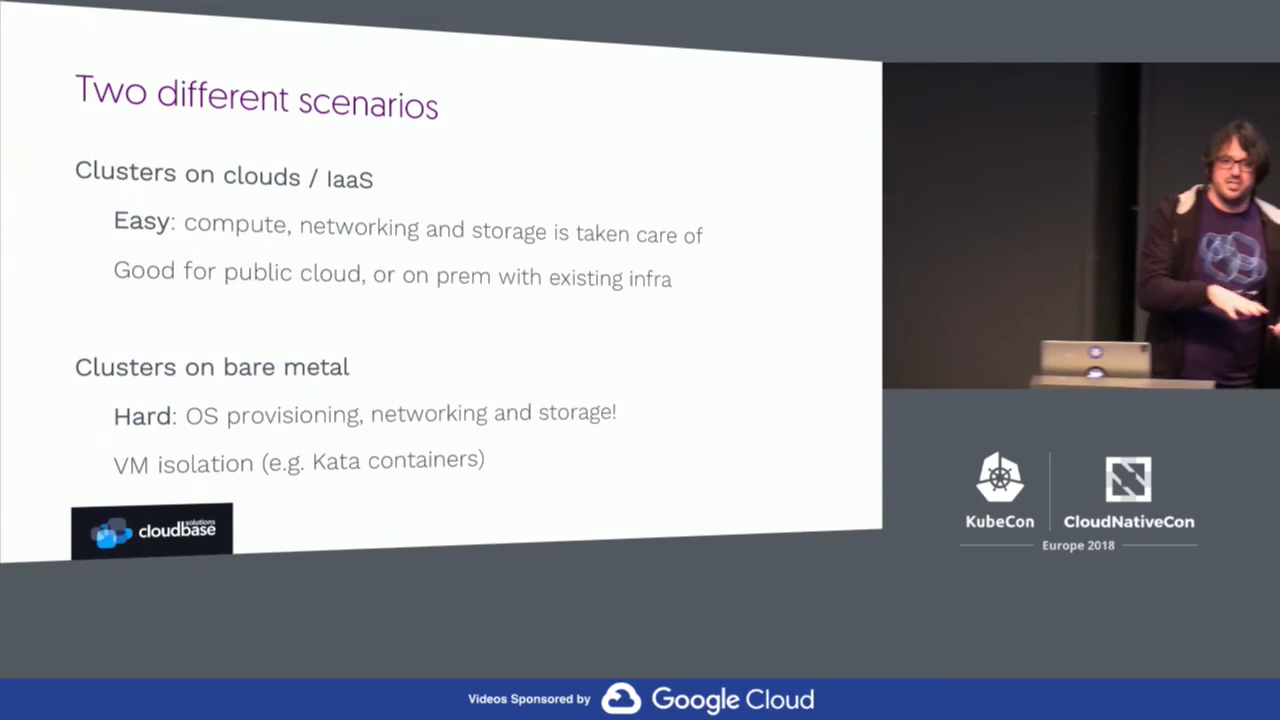 Two different scenarios
Clusters on clouds / IaaS
Easy: compute, networking and storage is taken care of
Good for public cloud, or on prem with existing infra
Clusters on bare metal
Hard: OS provisioning, networking and storage!
VM isolation (e.g. Kata containers)
cloudbase solutions
KubeCon
CloudNativeCon
Europe 2018
Videos Sponsored by Google Cloud